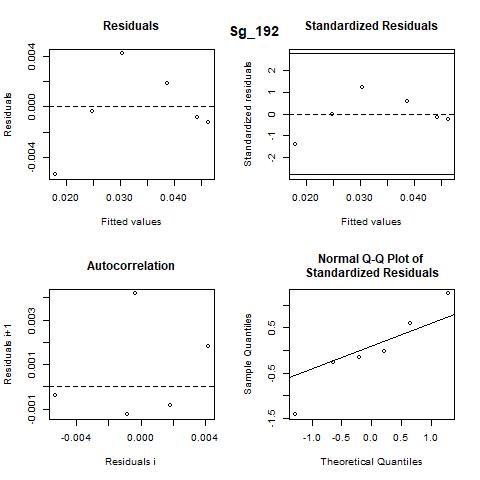 Sg_192
Residuals
Residuals
0.004
0.000
-0.004
0.020
0.030
0.040
Fitted values
Standardized Residuals
Standardized residuals
2
1
0
-1
-2
0.020
0.030
0.040
Fitted values
Autocorrelation
Residuals i+1
0.003
0.001
-0.001
-0.004
0.000
0.004
Residuals i
Normal Q-Q Plot of
Standardized Residuals
Sample Quantiles
0.5
-0.5
-1.5
-1.0
0.0
0.5
1.0
Theoretical Quantiles